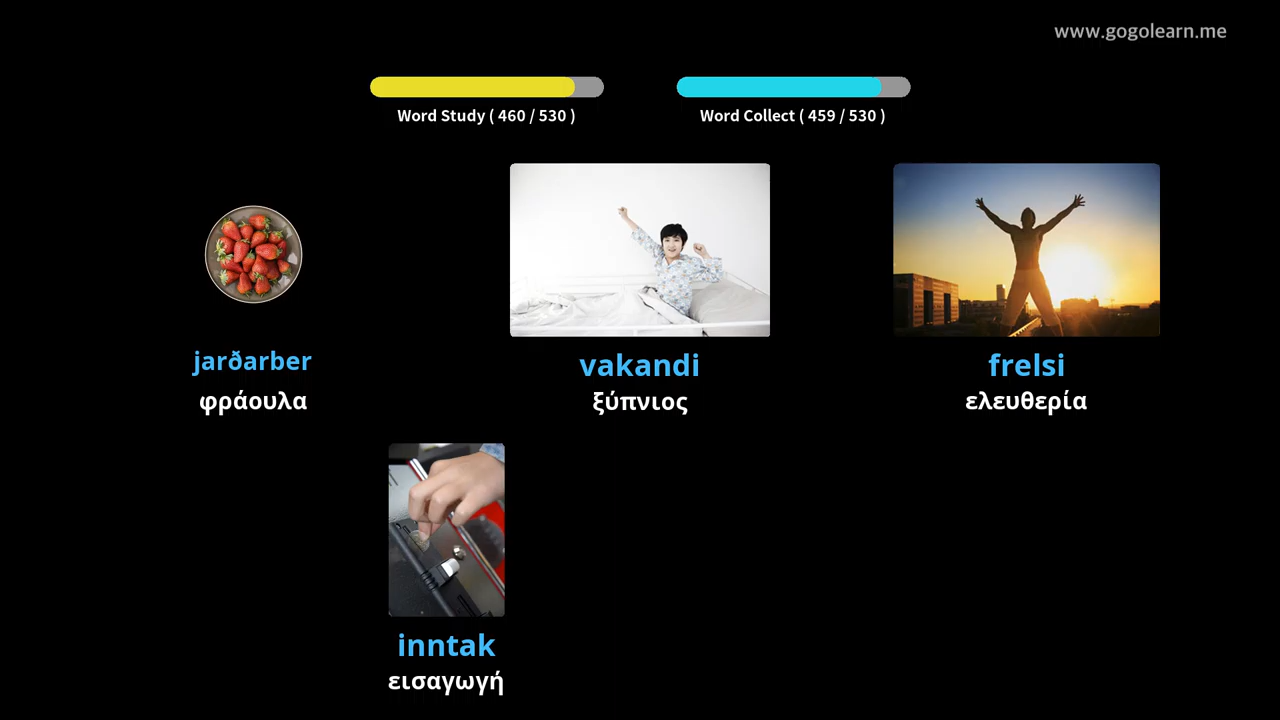 www.gogolearn.me
Word Study ( 460 / 530 )
Word Collect ( 459 / 530 )
jarðarber
φράουλα
vakandi
ξύπνιος
frelsi
ελευθερία
inntak
εισαγωγή